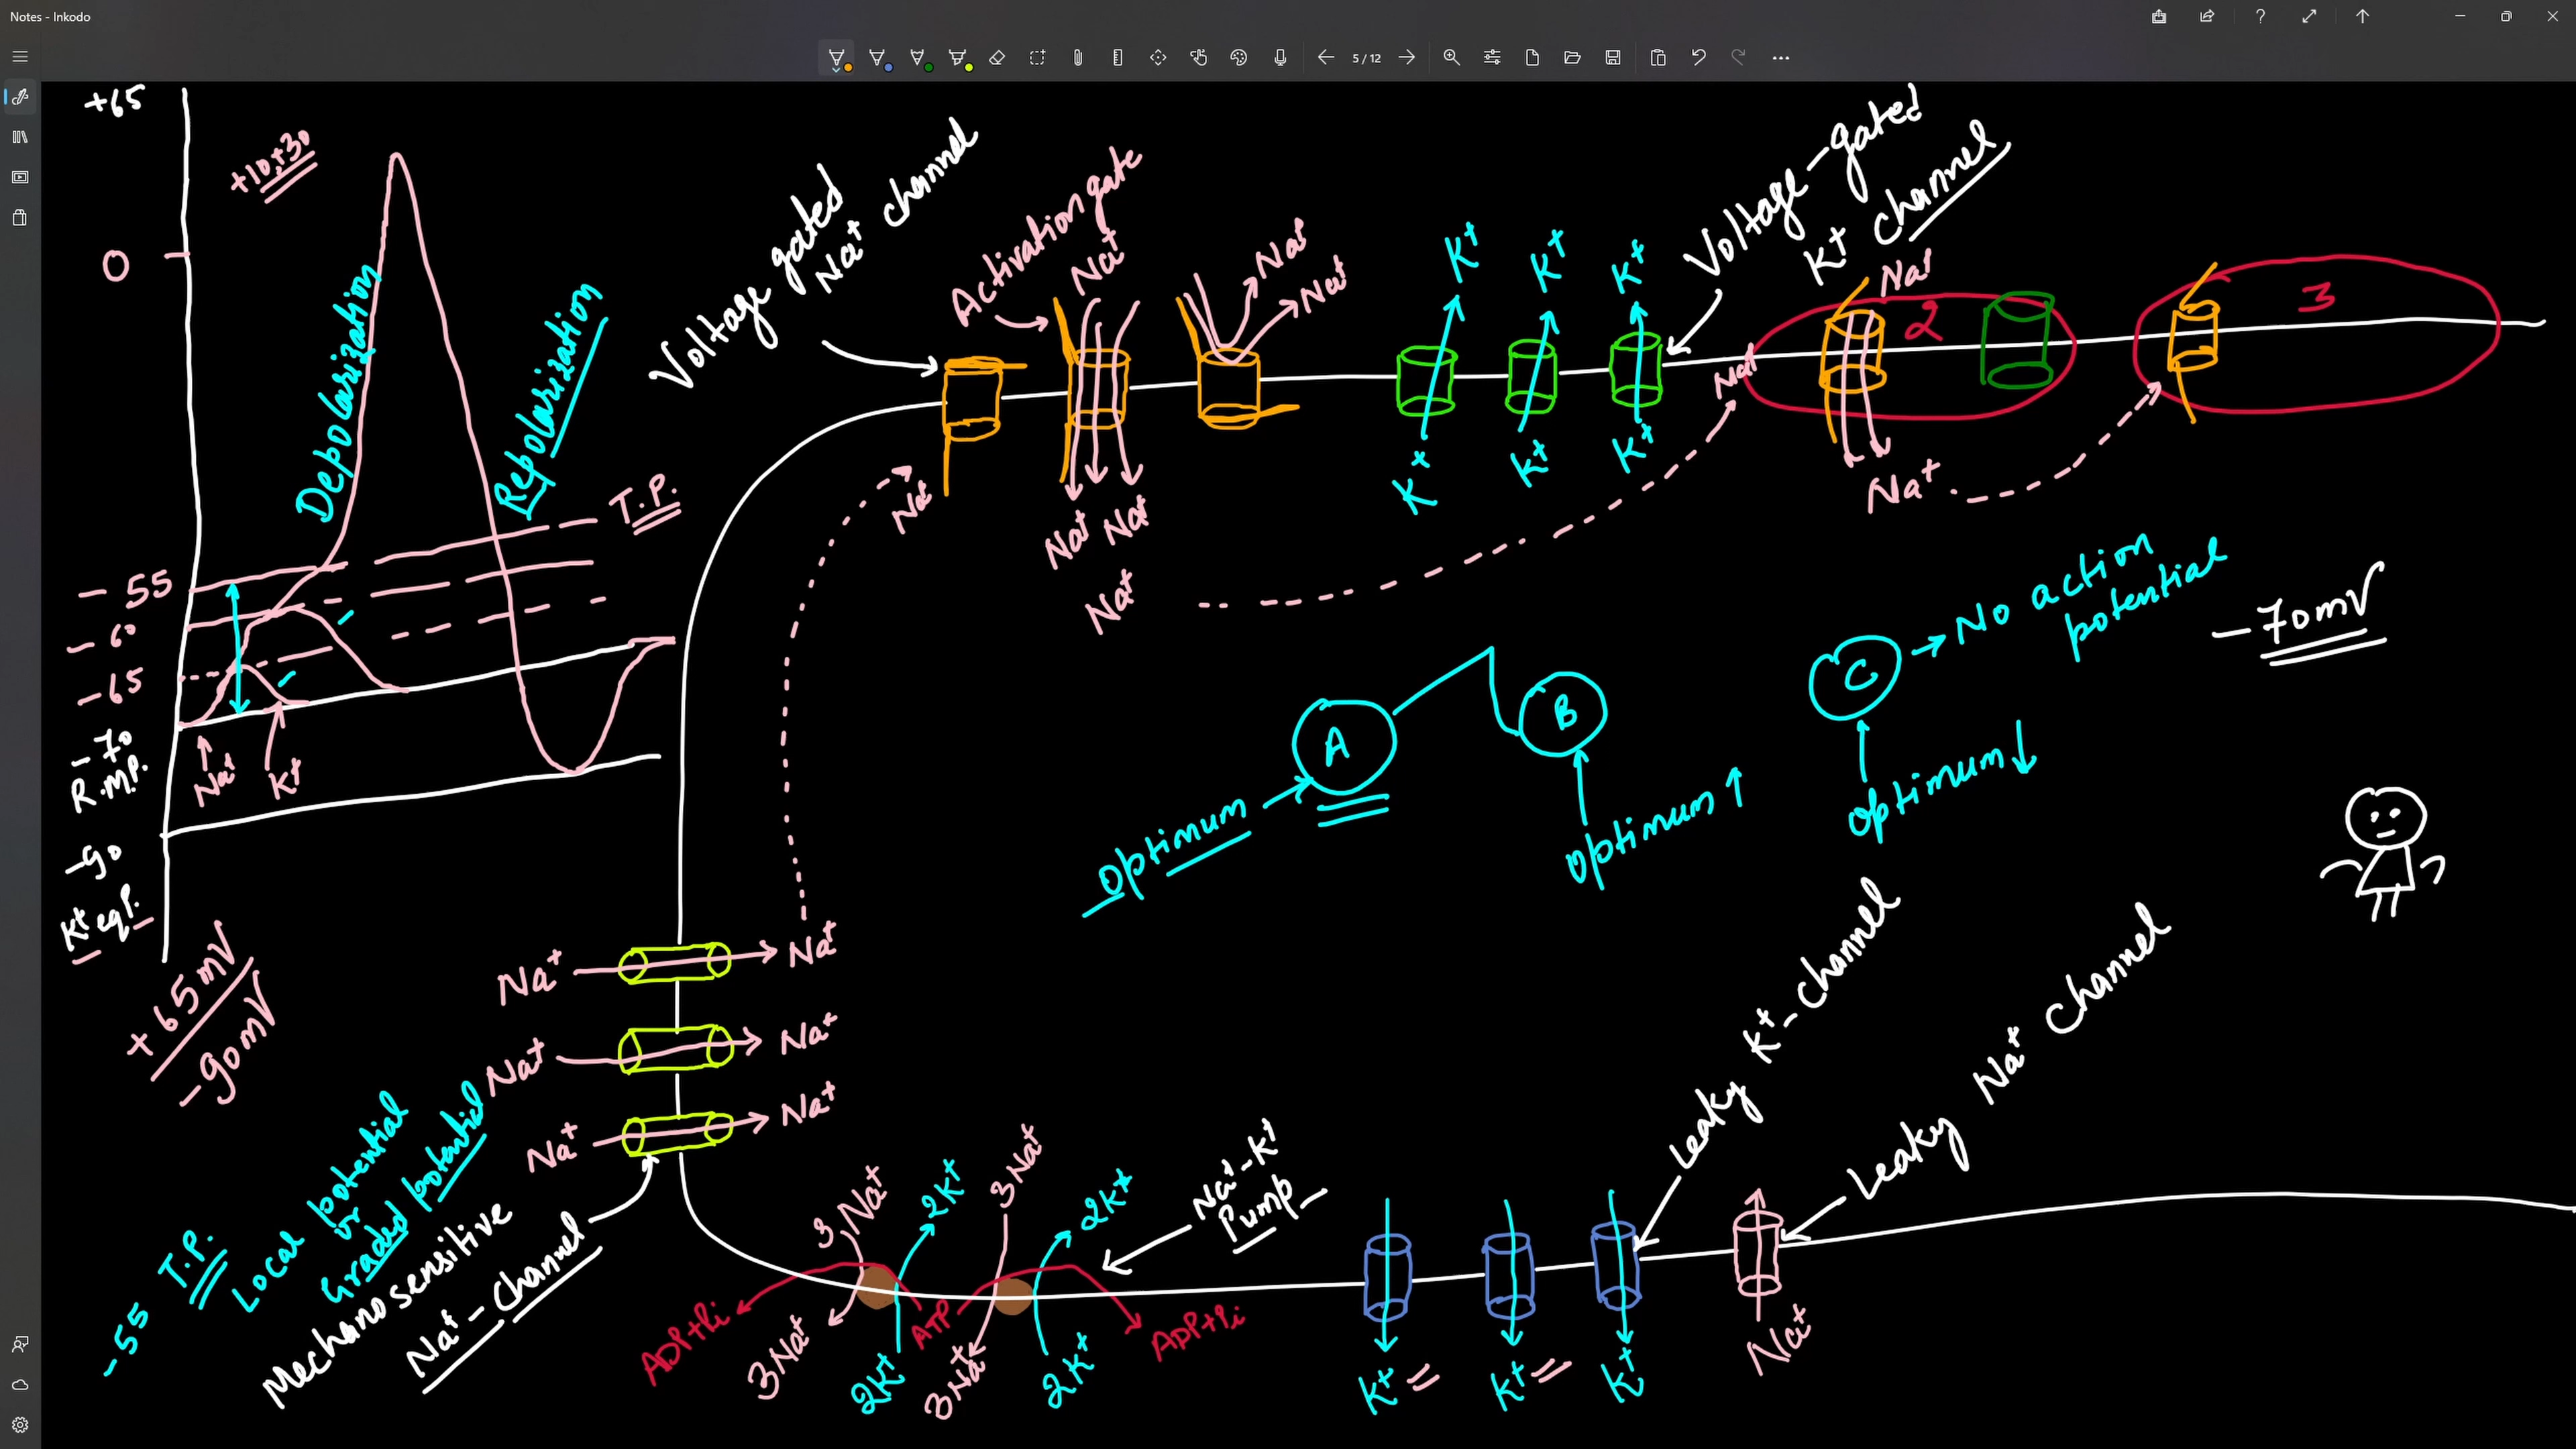 Notes - Inkodo
5 / 12
+65
+10,+30
0
Depolarization
Repolarization
T.P.
- 55
- 60
-65
-70
R.M.P.
Na⁺
K⁺
-90
K⁺ eqP.
+65mV
-90mV
Voltage gated
Na⁺ channel
Activation gate
Na⁺
Na⁺
Na⁺
Na⁺
Na⁺ Na⁺
Na⁺
K⁺
K⁺
K⁺
K⁺
K⁺
K⁺
Voltage-gated
K⁺ channel
Na⁺
Na⁺
2
Na⁺
3
Optimum
A
B
Optimum ↑
C
→ No action
potential
Optimum ↓
-70mV
Na⁺
Na⁺
Na⁺
Na⁺
Na⁺
Na⁺
-55 T.P.
Local potential
or
Graded potential
Mechanosensitive
Na⁺-Channel
3Na⁺
2K⁺
3Na⁺
2K⁺
Na⁺-K⁺
Pump
ADP+Pi
3Na⁺
2K⁺
ATP
3Na⁺
2K⁺
ADP+Pi
Leaky K⁺-channel
Leaky Na⁺ channel
K⁺
K⁺
K⁺
Na⁺